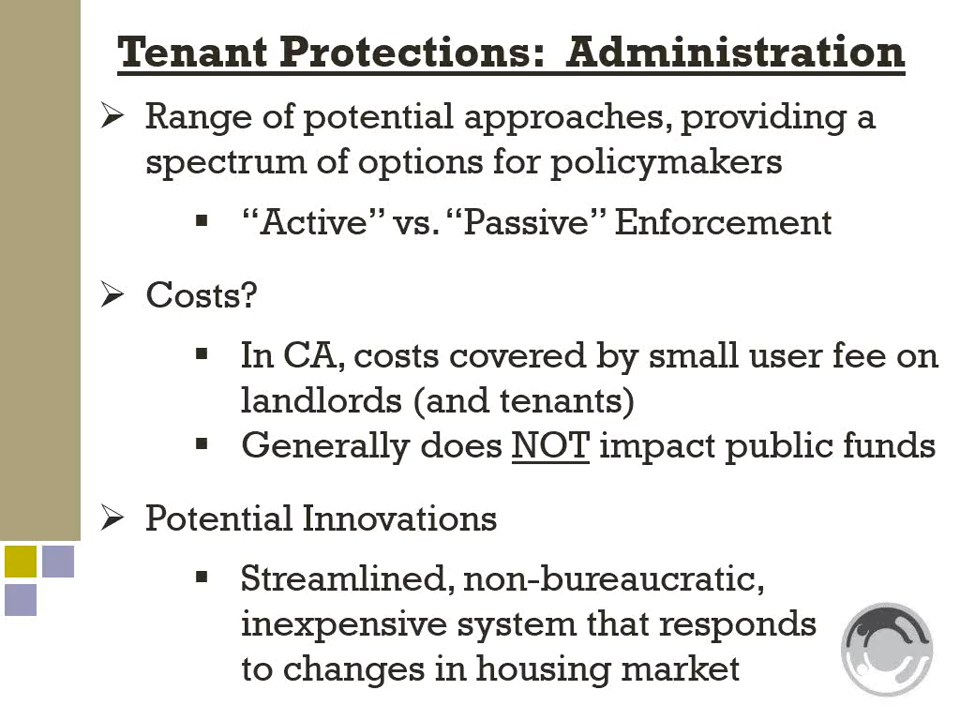 Tenant Protections:  Administration
➢ Range of potential approaches, providing a
spectrum of options for policymakers
▪ “Active” vs. “Passive” Enforcement
➢ Costs?
▪ In CA, costs covered by small user fee on
landlords (and tenants)
▪ Generally does NOT impact public funds
➢ Potential Innovations
▪ Streamlined, non-bureaucratic,
inexpensive system that responds
to changes in housing market